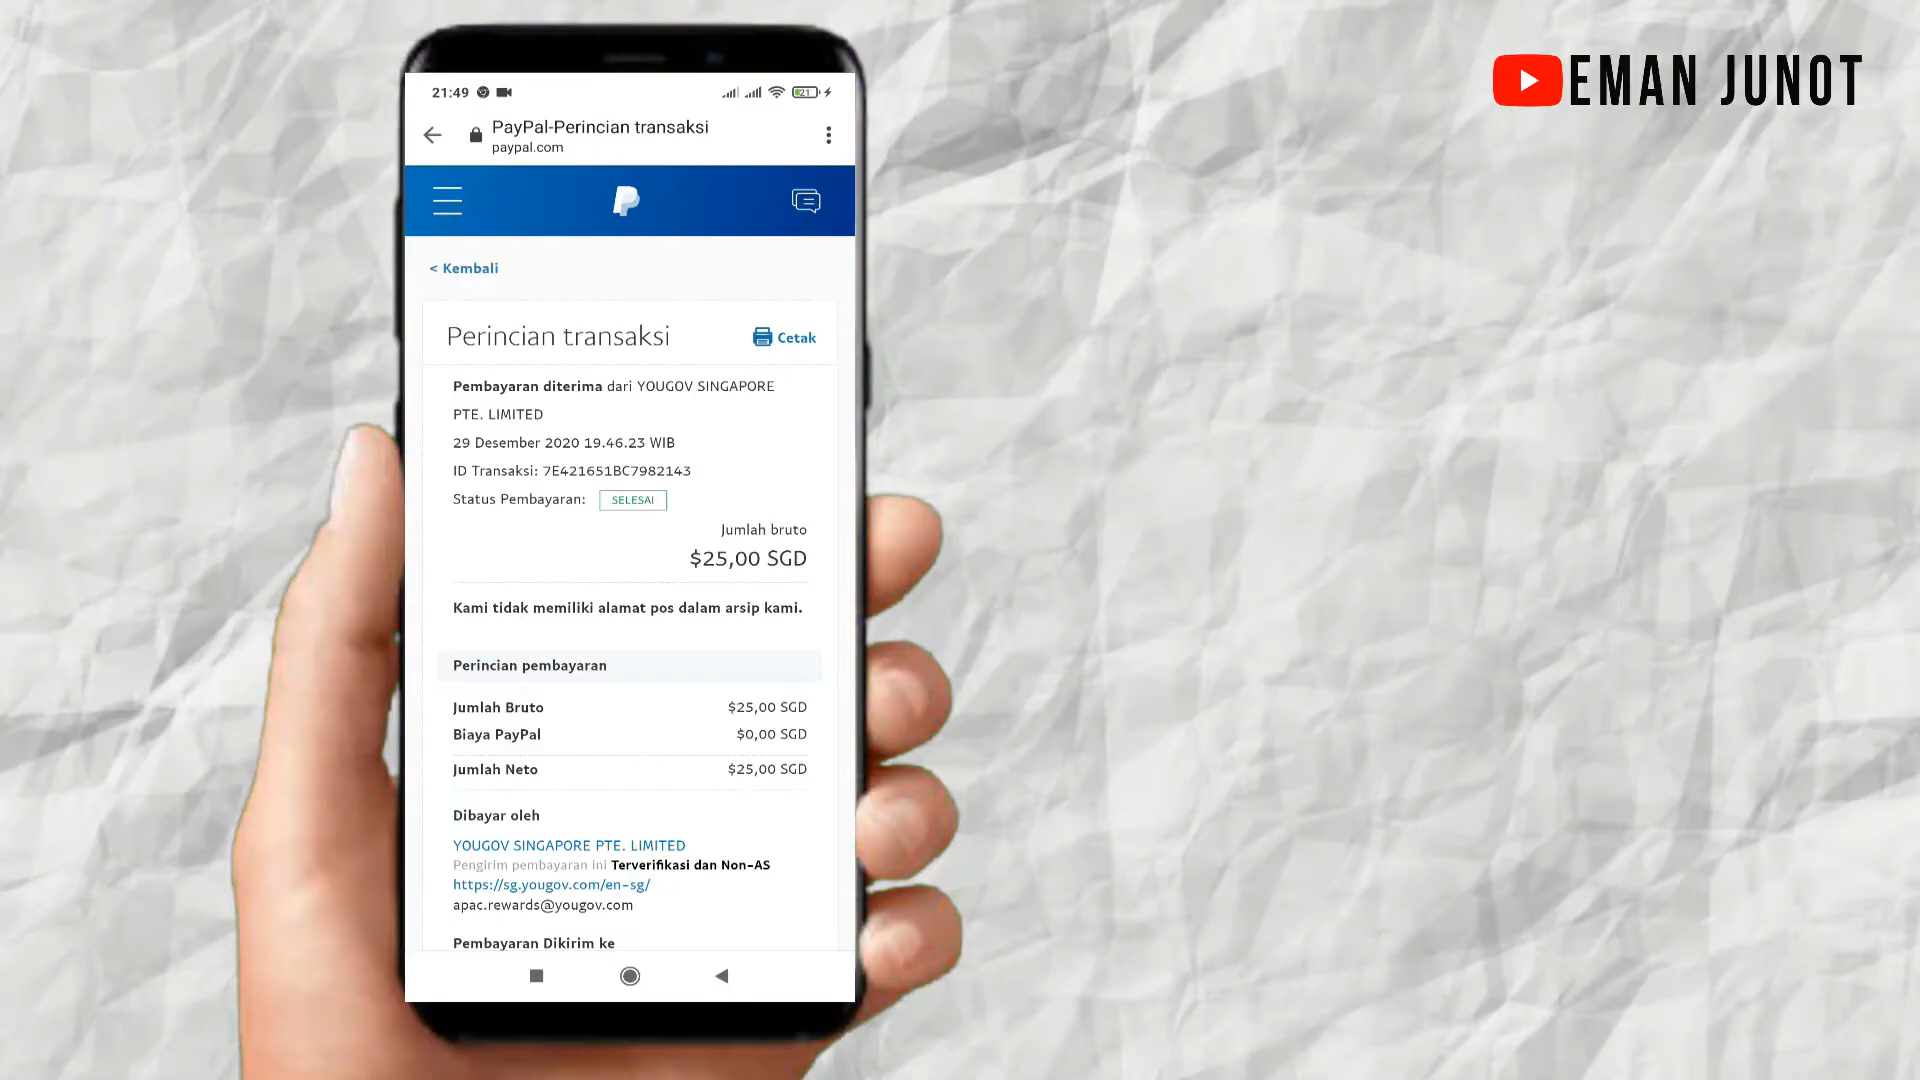 EMAN JUNOT
21:49
21
PayPal-Perincian transaksi
paypal.com
< Kembali
Perincian transaksi
Cetak
Pembayaran diterima dari YOUGOV SINGAPORE
PTE. LIMITED
29 Desember 2020 19.46.23 WIB
ID Transaksi: 7E421651BC7982143
Status Pembayaran: SELESAI
Jumlah bruto
$25,00 SGD
Kami tidak memiliki alamat pos dalam arsip kami.
Perincian pembayaran
Jumlah Bruto $25,00 SGD
Biaya PayPal $0,00 SGD
Jumlah Neto $25,00 SGD
Dibayar oleh
YOUGOV SINGAPORE PTE. LIMITED
Pengirim pembayaran ini Terverifikasi dan Non-AS
https://sg.yougov.com/en-sg/
apac.rewards@yougov.com
Pembayaran Dikirim ke